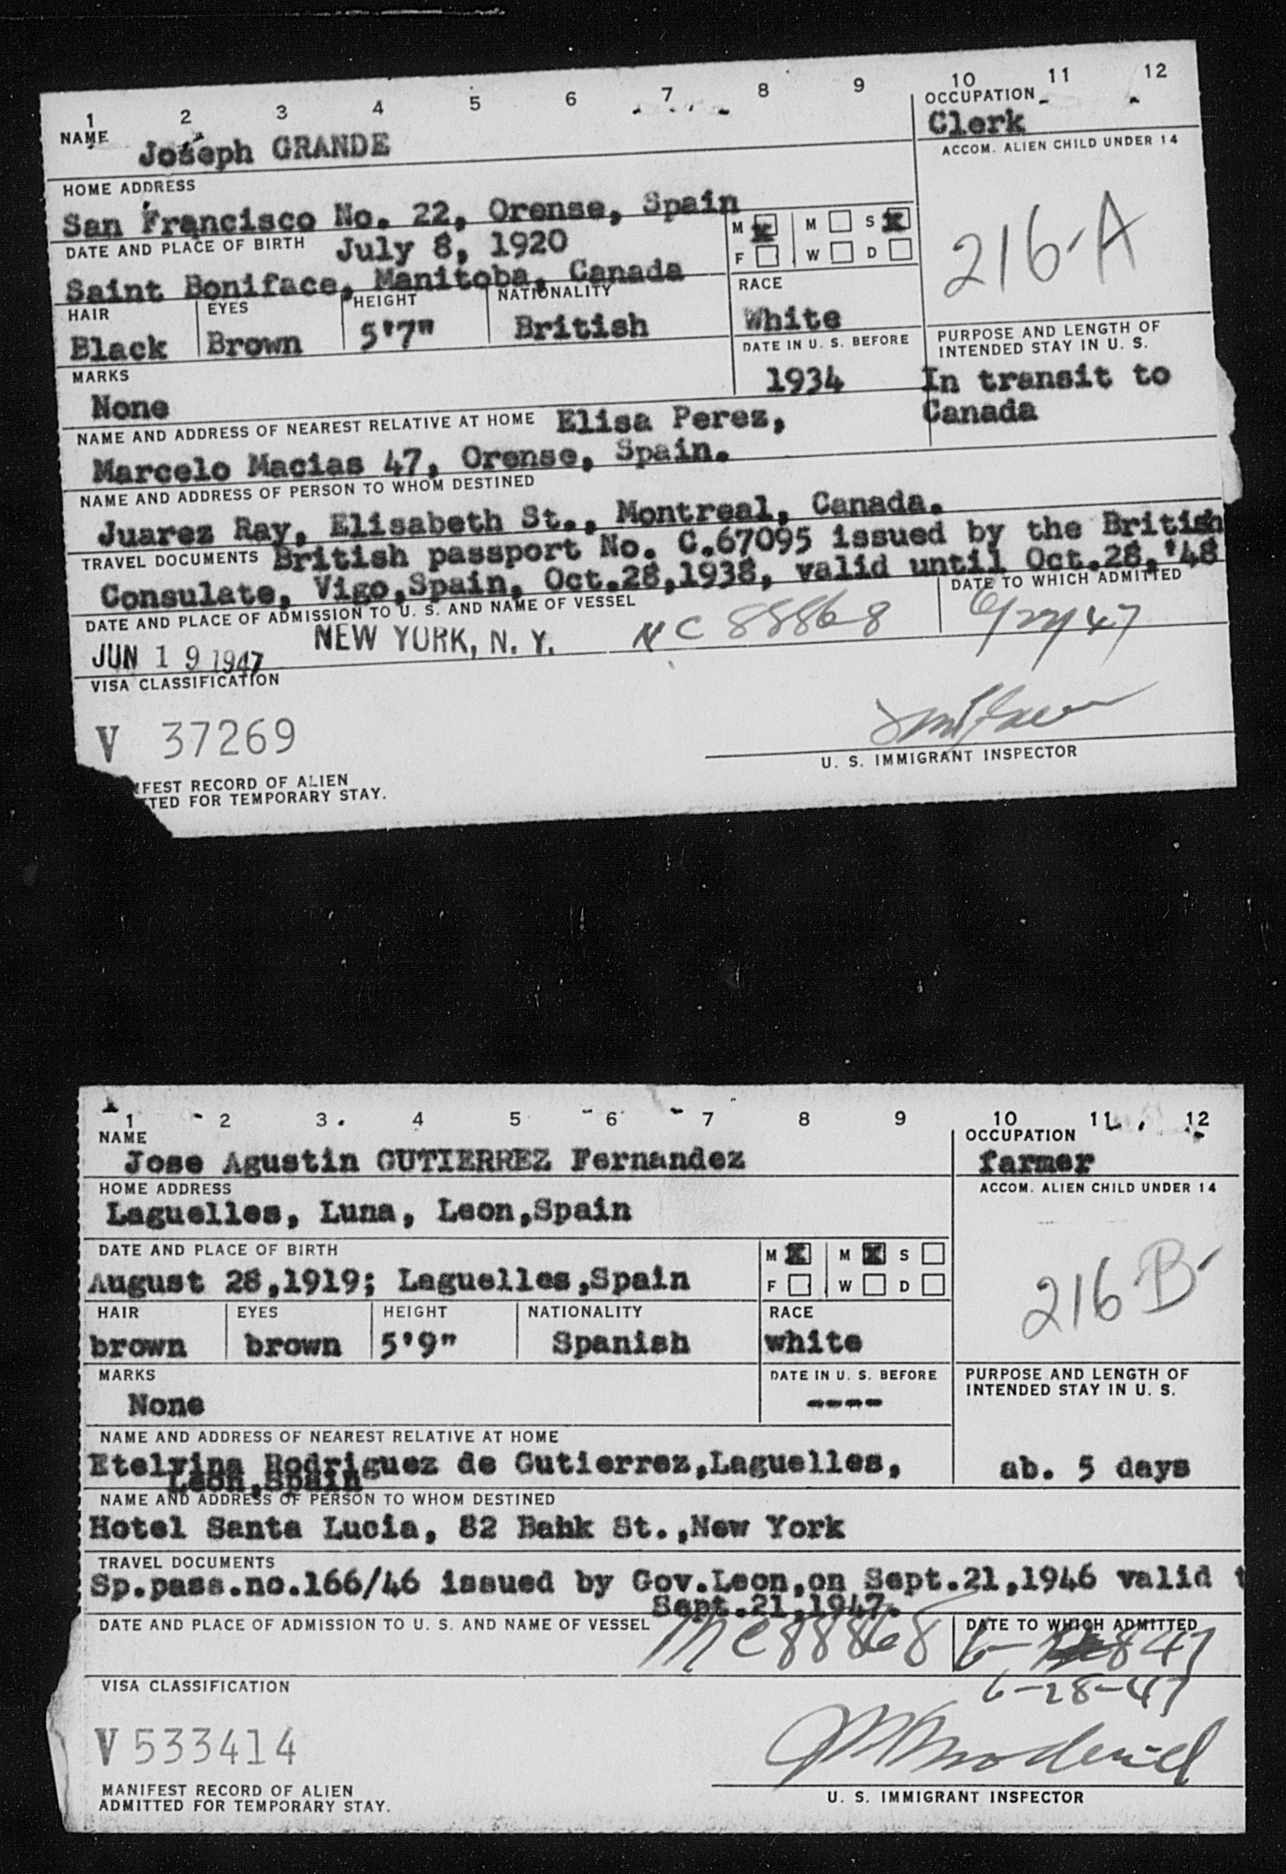 1 2 3 4 5 6 7 8 9 10 11 12
NAME Joseph GRANDE
OCCUPATION
Clerk
ACCOM. ALIEN CHILD UNDER 14
216-A
HOME ADDRESS
San Francisco No. 22, Orense, Spain
DATE AND PLACE OF BIRTH July 8, 1920
Saint Boniface, Manitoba, Canada
M X M S X
F W D
HAIR EYES HEIGHT NATIONALITY RACE
Black Brown 5'7" British White
MARKS
None
DATE IN U. S. BEFORE
1934
PURPOSE AND LENGTH OF
INTENDED STAY IN U. S.
In transit to
Canada
NAME AND ADDRESS OF NEAREST RELATIVE AT HOME Elisa Perez,
Marcelo Macias 47, Orense, Spain.
NAME AND ADDRESS OF PERSON TO WHOM DESTINED
Juarez Ray, Elisabeth St., Montreal, Canada.
TRAVEL DOCUMENTS British passport No. C.67095 issued by the British
Consulate, Vigo,Spain, Oct.28,1938, valid until Oct.28,'48
DATE AND PLACE OF ADMISSION TO U. S. AND NAME OF VESSEL
DATE TO WHICH ADMITTED
JUN 19 1947 NEW YORK, N. Y. NC 88868 6/22/47
VISA CLASSIFICATION
V 37269
U. S. IMMIGRANT INSPECTOR
FEST RECORD OF ALIEN
TED FOR TEMPORARY STAY.
1 2 3 4 5 6 7 8 9 10 11 12
NAME
Jose Agustin GUTIERREZ Fernandez
OCCUPATION
farmer
HOME ADDRESS
Laguelles, Luna, Leon,Spain
ACCOM. ALIEN CHILD UNDER 14
216 B-
DATE AND PLACE OF BIRTH
August 28,1919; Laguelles,Spain
M X M X S
F W D
HAIR EYES HEIGHT NATIONALITY RACE
brown brown 5'9" Spanish white
MARKS
None
DATE IN U. S. BEFORE
----
PURPOSE AND LENGTH OF
INTENDED STAY IN U. S.
ab. 5 days
NAME AND ADDRESS OF NEAREST RELATIVE AT HOME
Etelvina Rodriguez de Gutierrez,Laguelles,
Leon,Spain
NAME AND ADDRESS OF PERSON TO WHOM DESTINED
Hotel Santa Lucia, 82 Bahk St.,New York
TRAVEL DOCUMENTS
Sp.pass.no.166/46 issued by Gov.Leon,on Sept.21,1946 valid t
Sept.21,1947.
DATE AND PLACE OF ADMISSION TO U. S. AND NAME OF VESSEL
MC 88868
DATE TO WHICH ADMITTED
6-28-47
VISA CLASSIFICATION
V 533414
MANIFEST RECORD OF ALIEN
ADMITTED FOR TEMPORARY STAY.
U. S. IMMIGRANT INSPECTOR